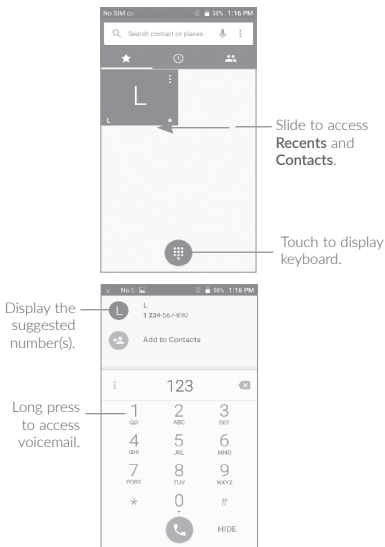 No SIM ca 58% 1:16 PM
Search contact or places
L
L
Slide to access
Recents and
Contacts.
Touch to display
keyboard.
No S 58% 1:16 PM
Display the
suggested
number(s).
L
L
1 234-567-890
Add to Contacts
123
Long press
to access
voicemail.
1 2 3
ABC DEF
4 5 6
GHI JKL MNO
7 8 9
PQRS TUV WXYZ
* 0 #
+
HIDE